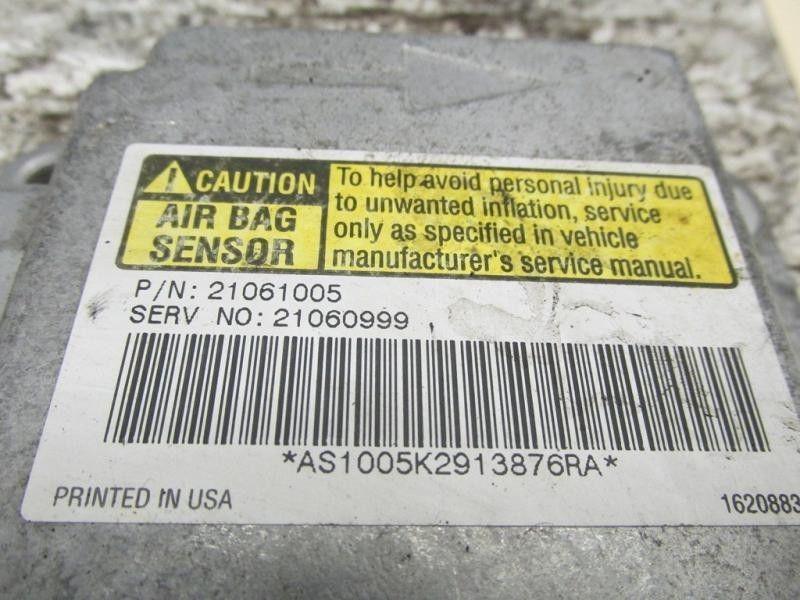 CAUTION
AIR BAG
SENSOR
To help avoid personal injury due
to unwanted inflation, service
only as specified in vehicle
manufacturer's service manual.
P/N: 21061005
SERV NO: 21060999
*AS1005K2913876RA*
PRINTED IN USA
1620883